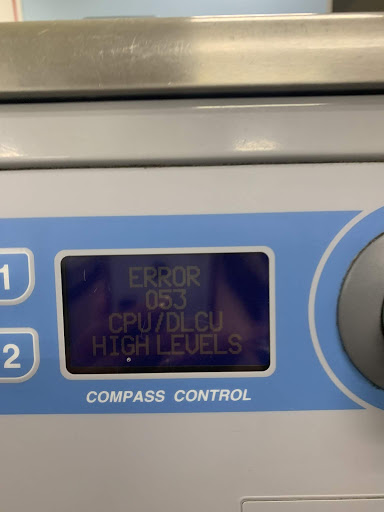 ERROR
053
CPU/DLCU
HIGH LEVELS
1
2
COMPASS CONTROL